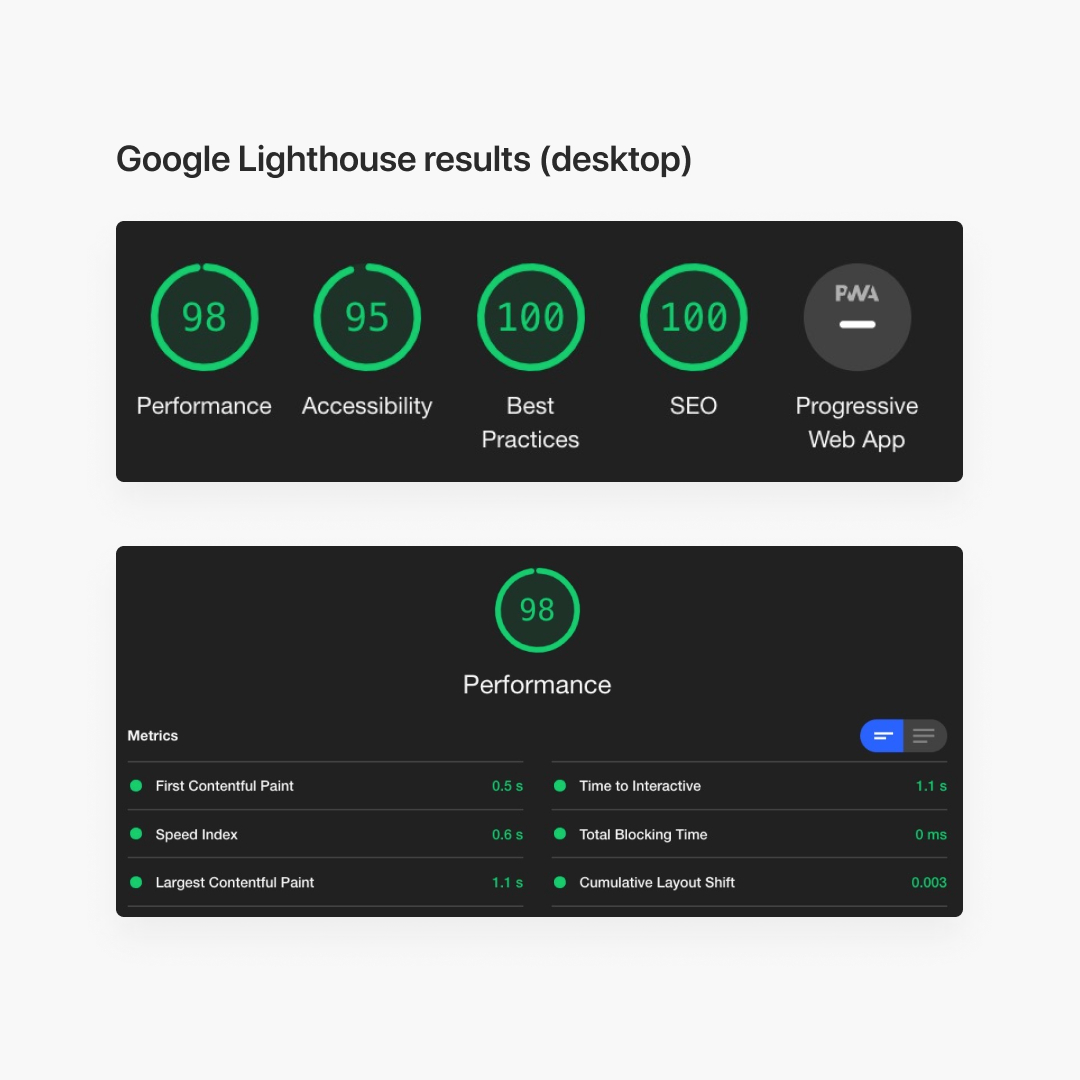 Google Lighthouse results (desktop)
98
95
100
100
PWA
Performance
Accessibility
Best
Practices
SEO
Progressive
Web App
98
Performance
Metrics
First Contentful Paint 0.5 s
Time to Interactive 1.1 s
Speed Index 0.6 s
Total Blocking Time 0 ms
Largest Contentful Paint 1.1 s
Cumulative Layout Shift 0.003